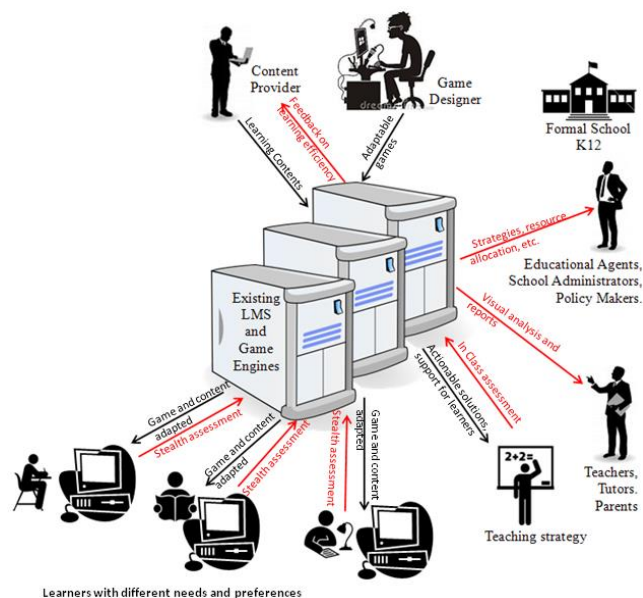 Content
Provider
dreams
Game
Designer
Formal School
K12
Feedback on
learning efficiency
Learning Contents
Adaptable
games
Strategies, resource
allocation, etc.
Educational Agents,
School Administrators,
Policy Makers.
Existing
LMS
and
Game
Engines
Visual analysis and
reports
In Class assessment
Actionable solutions,
support for learners
Game and content
adapted
Stealth assessment
Game and content
adapted
Stealth assessment
Stealth assessment
Game and content
adapted
2+2=
Teaching strategy
Teachers,
Tutors.
Parents
Learners with different needs and preferences